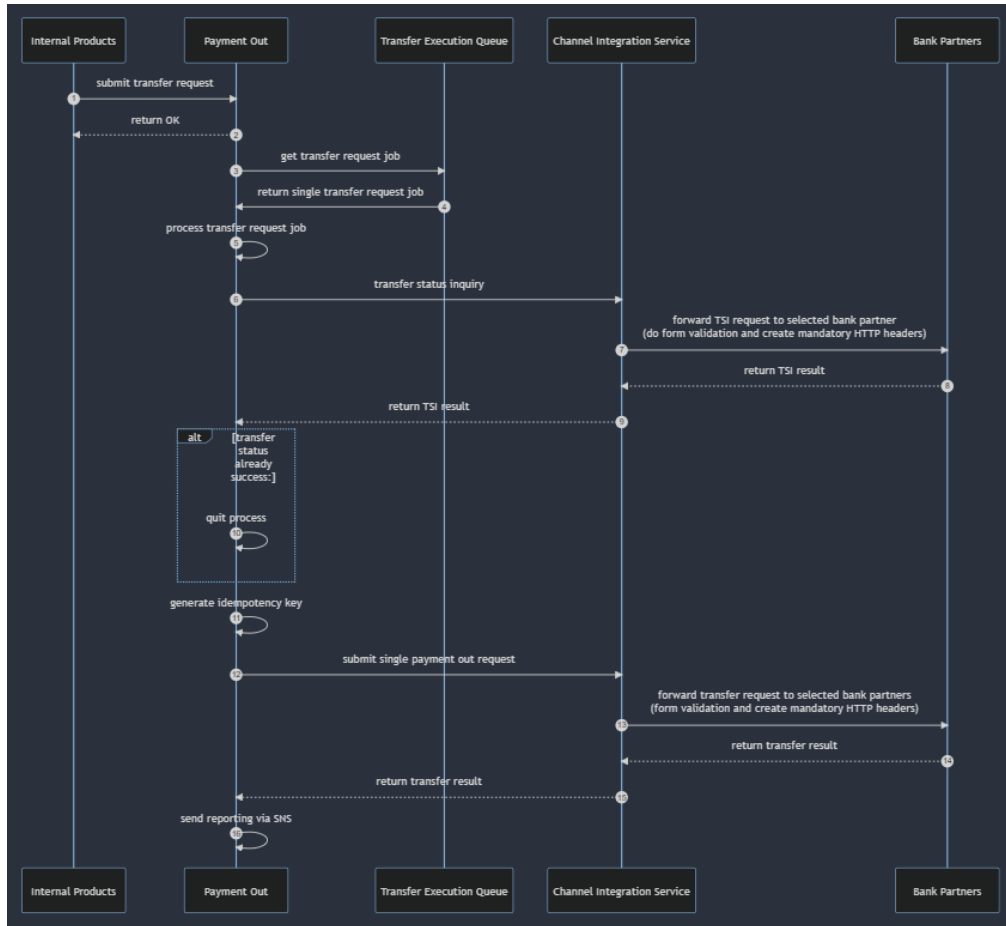 Internal Products
Payment Out
Transfer Execution Queue
Channel Integration Service
Bank Partners
submit transfer request
1
return OK
2
get transfer request job
3
return single transfer request job
4
process transfer request job
5
transfer status inquiry
6
forward TSI request to selected bank partner
(do form validation and create mandatory HTTP headers)
7
return TSI result
8
return TSI result
9
alt
[transfer
status
already
success:]
quit process
10
generate idempotency key
11
submit single payment out request
12
forward transfer request to selected bank partners
(form validation and create mandatory HTTP headers)
13
return transfer result
14
return transfer result
15
send reporting via SNS
16
Internal Products
Payment Out
Transfer Execution Queue
Channel Integration Service
Bank Partners